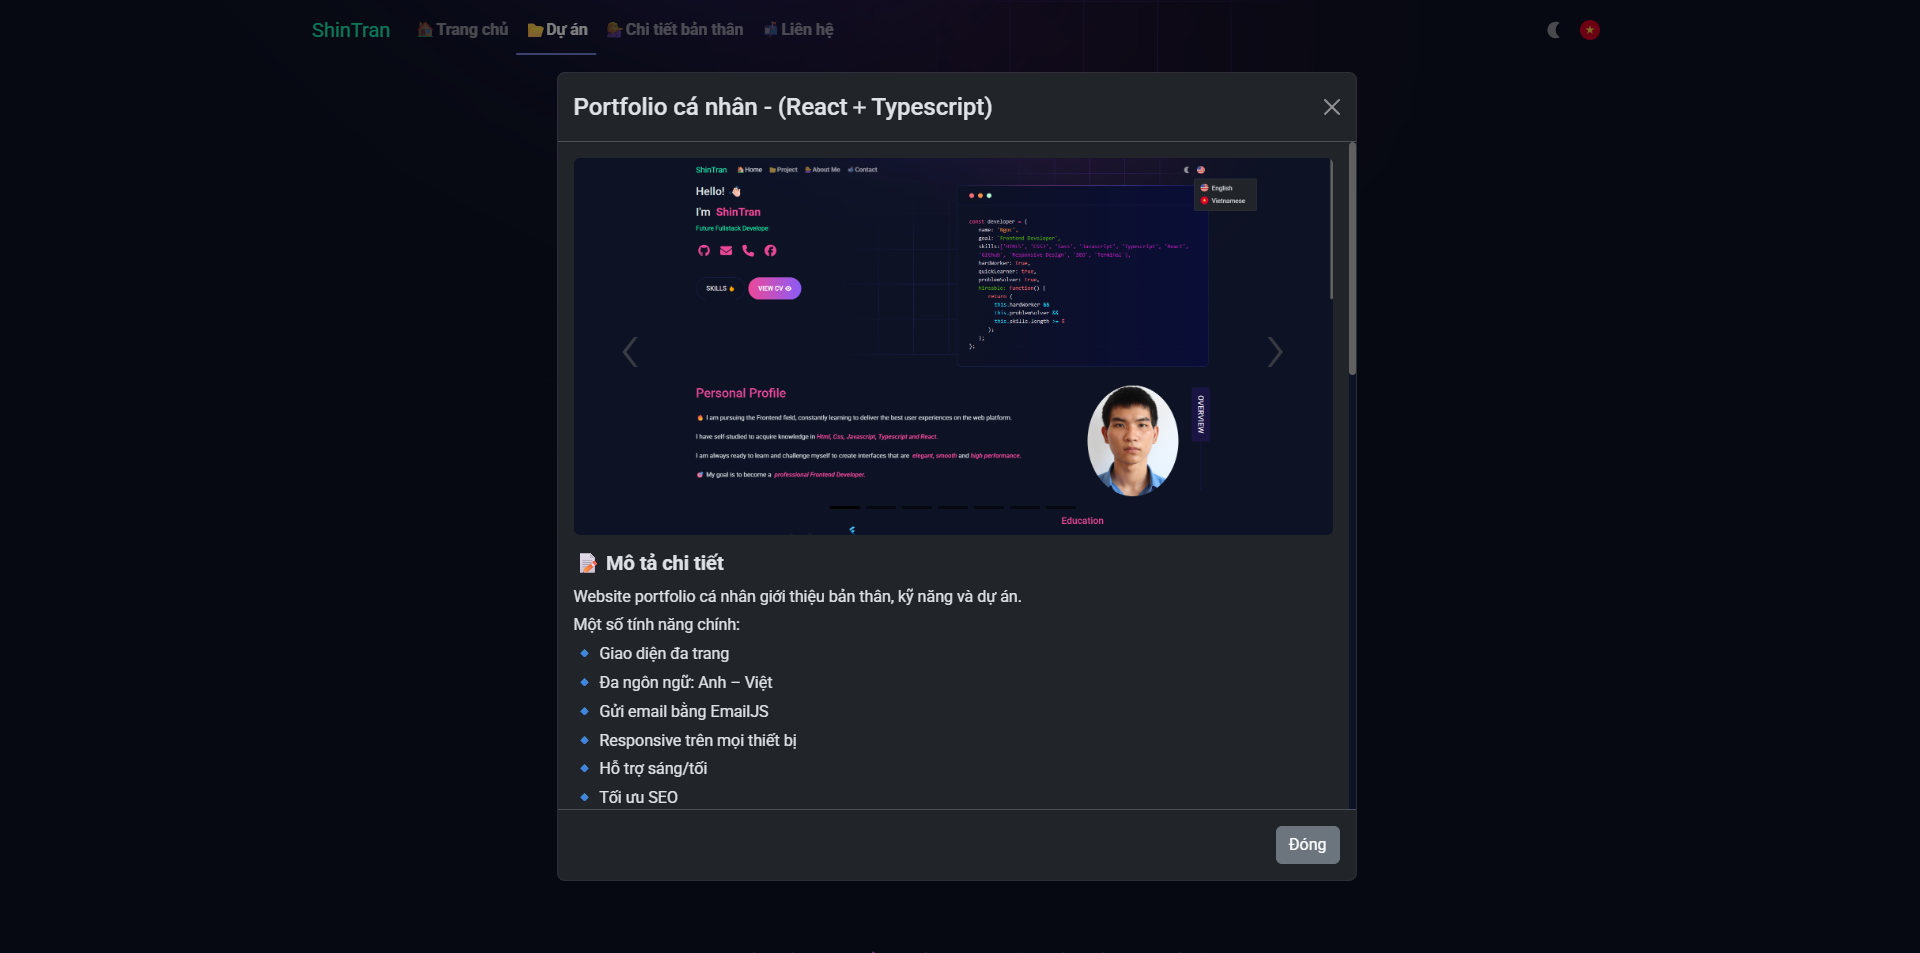 ShinTran Trang chủ Dự án Chi tiết bản thân Liên hệ
Portfolio cá nhân - (React + Typescript)
ShinTran Home Project About Me Contact
English
Vietnamese
Hello!
I'm ShinTran
Future Fullstack Develope
SKILLS
VIEW CV
const developer = {
name: 'Ngoc',
goal: 'Frontend Developer',
skills:['HTML5', 'CSS3', 'Sass', 'Javascript', 'Typescript', 'React',
'Github', 'Responsive Design', 'SEO', 'Terminal'],
hardWorker: true,
quickLearner: true,
problemSolver: true,
hireable: function() {
return (
this.hardWorker &&
this.problemSolver &&
this.skills.length >= 5
);
};
Personal Profile
I am pursuing the Frontend field, constantly learning to deliver the best user experiences on the web platform.
I have self-studied to acquire knowledge in Html, Css, Javascript, Typescript and React.
I am always ready to learn and challenge myself to create interfaces that are elegant, smooth and high performance.
My goal is to become a professional Frontend Developer.
OVERVIEW
Education
Mô tả chi tiết
Website portfolio cá nhân giới thiệu bản thân, kỹ năng và dự án.
Một số tính năng chính:
Giao diện đa trang
Đa ngôn ngữ: Anh – Việt
Gửi email bằng EmailJS
Responsive trên mọi thiết bị
Hỗ trợ sáng/tối
Tối ưu SEO
Đóng